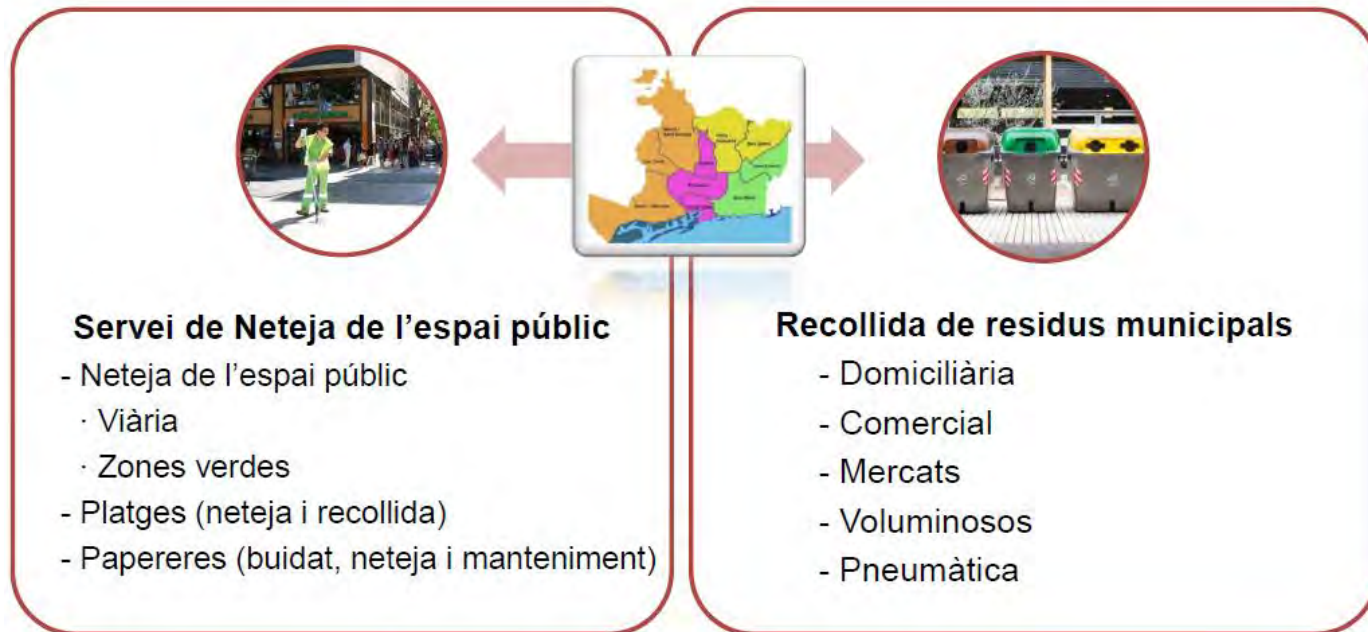 Servei de Neteja de l’espai públic
- Neteja de l’espai públic
· Viària
· Zones verdes
- Platges (neteja i recollida)
- Papereres (buidat, neteja i manteniment)
Recollida de residus municipals
- Domiciliària
- Comercial
- Mercats
- Voluminosos
- Pneumàtica